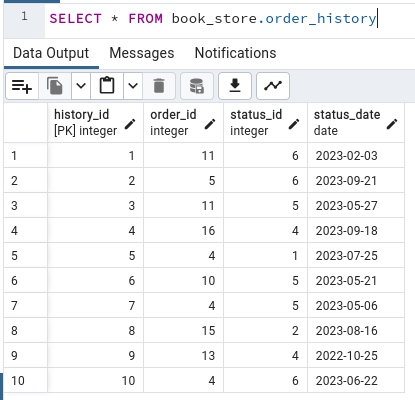 1 SELECT * FROM book_store.order_history
Data Output Messages Notifications
history_id order_id status_id status_date
[PK] integer integer integer date
1 1 11 6 2023-02-03
2 2 5 6 2023-09-21
3 3 11 5 2023-05-27
4 4 16 4 2023-09-18
5 5 4 1 2023-07-25
6 6 10 5 2023-05-21
7 7 4 5 2023-05-06
8 8 15 2 2023-08-16
9 9 13 4 2022-10-25
10 10 4 6 2023-06-22